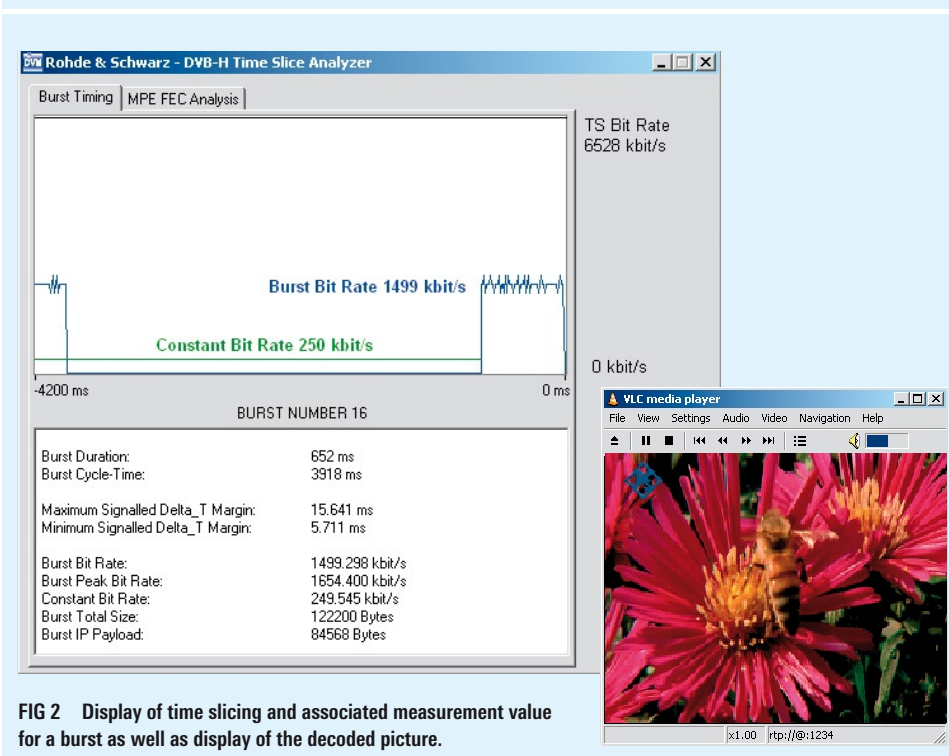 DVM Rohde & Schwarz - DVB-H Time Slice Analyzer
Burst Timing MPE FEC Analysis
TS Bit Rate
6528 kbit/s
Burst Bit Rate 1499 kbit/s
Constant Bit Rate 250 kbit/s
0 kbit/s
-4200 ms 0 ms
BURST NUMBER 16
Burst Duration: 652 ms
Burst Cycle-Time: 3918 ms
Maximum Signalled Delta_T Margin: 15.641 ms
Minimum Signalled Delta_T Margin: 5.711 ms
Burst Bit Rate: 1499.298 kbit/s
Burst Peak Bit Rate: 1654.400 kbit/s
Constant Bit Rate: 249.545 kbit/s
Burst Total Size: 122200 Bytes
Burst IP Payload: 84568 Bytes
VLC media player
File View Settings Audio Video Navigation Help
x1.00 rtp://@:1234
FIG 2 Display of time slicing and associated measurement value
for a burst as well as display of the decoded picture.